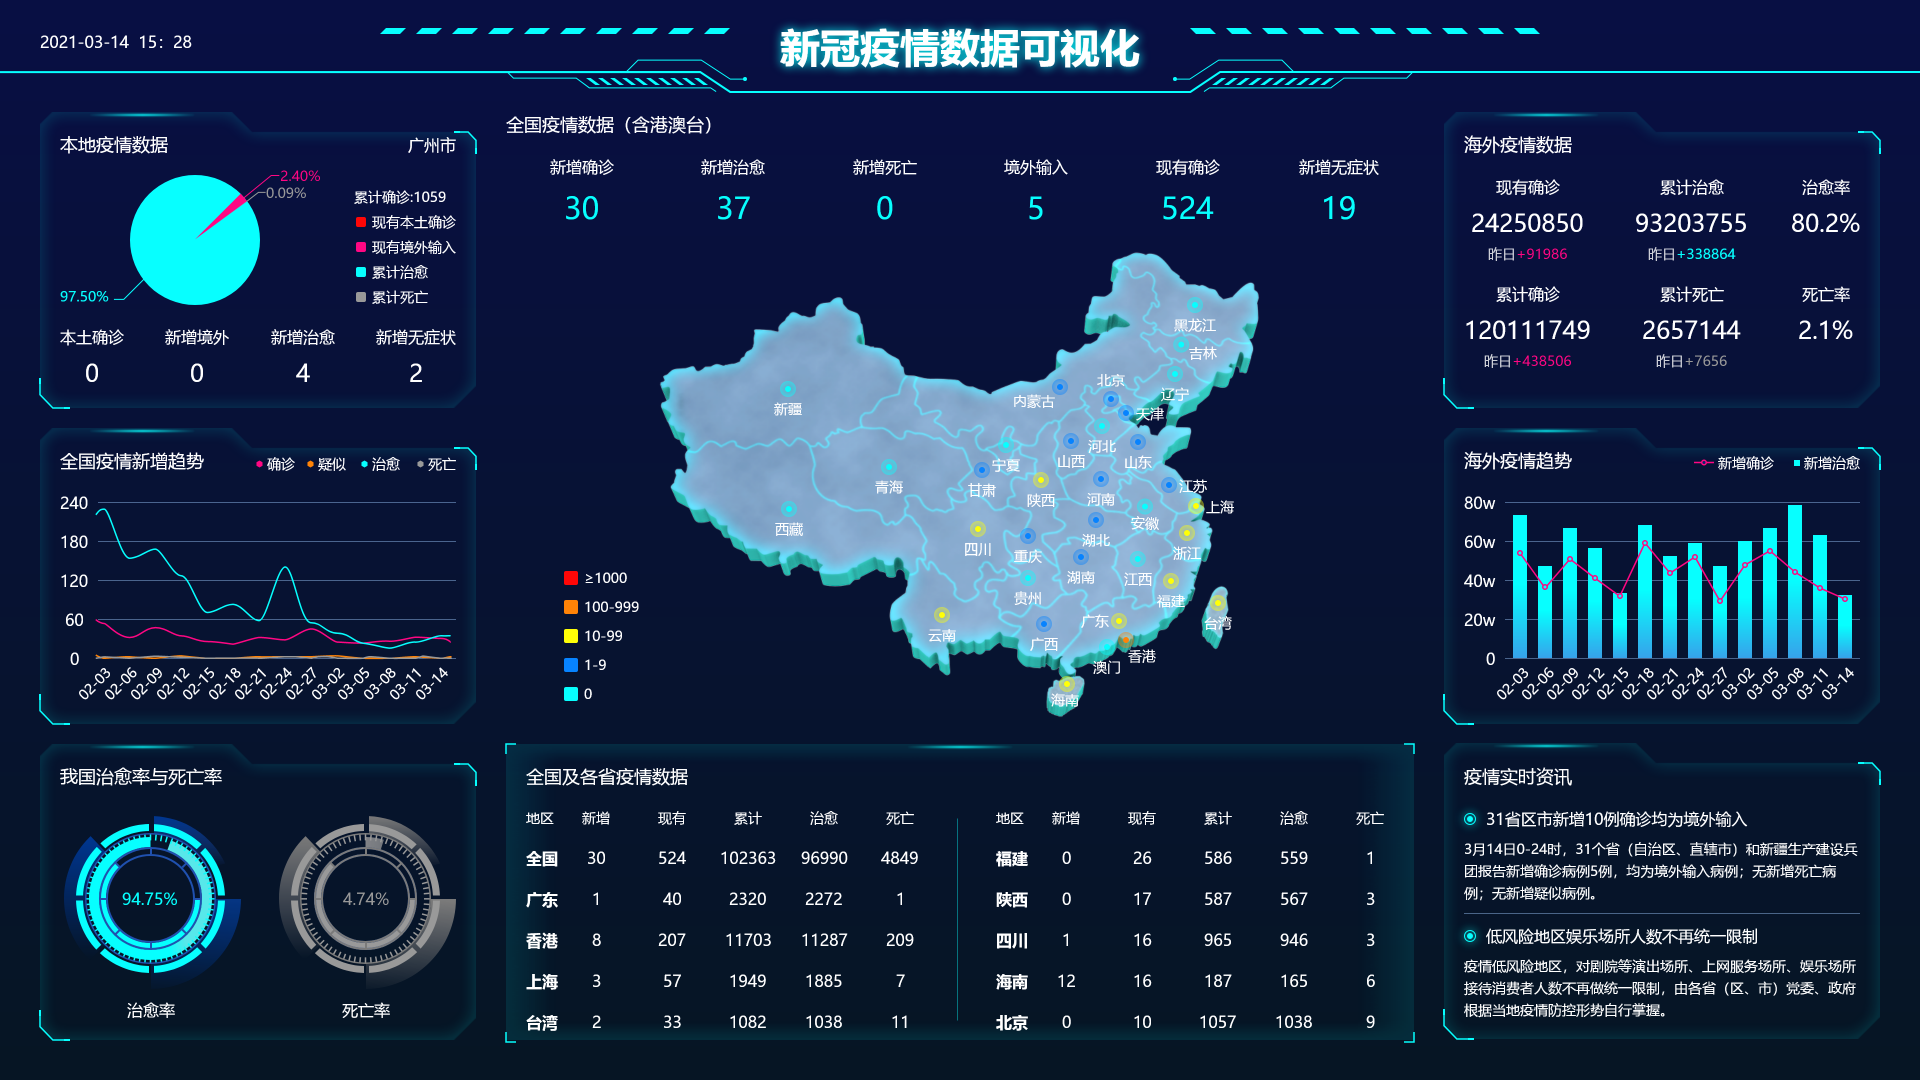 2021-03-14 15：28
新冠疫情数据可视化
本地疫情数据
广州市
2.40%
0.09%
97.50%
累计确诊:1059
现有本土确诊
现有境外输入
累计治愈
累计死亡
本土确诊 新增境外 新增治愈 新增无症状
0 0 4 2
全国疫情新增趋势
确诊 疑似 治愈 死亡
240
180
120
60
0
02-03 02-06 02-09 02-12 02-15 02-18 02-21 02-24 02-27 03-02 03-05 03-08 03-11 03-14
我国治愈率与死亡率
94.75%
4.74%
治愈率 死亡率
全国疫情数据（含港澳台）
新增确诊 新增治愈 新增死亡 境外输入 现有确诊 新增无症状
30 37 0 5 524 19
黑龙江
吉林
辽宁
北京
内蒙古
天津
新疆
河北
山西
山东
宁夏
青海
甘肃
陕西
河南
江苏
上海
西藏
安徽
四川
重庆
湖北
浙江
湖南
江西
贵州
福建
云南
广西
广东
台湾
香港
澳门
海南
≥1000
100-999
10-99
1-9
0
全国及各省疫情数据
地区 新增 现有 累计 治愈 死亡
全国 30 524 102363 96990 4849
广东 1 40 2320 2272 1
香港 8 207 11703 11287 209
上海 3 57 1949 1885 7
台湾 2 33 1082 1038 11
地区 新增 现有 累计 治愈 死亡
福建 0 26 586 559 1
陕西 0 17 587 567 3
四川 1 16 965 946 3
海南 12 16 187 165 6
北京 0 10 1057 1038 9
海外疫情数据
现有确诊 累计治愈 治愈率
24250850 93203755 80.2%
昨日+91986 昨日+338864
累计确诊 累计死亡 死亡率
120111749 2657144 2.1%
昨日+438506 昨日+7656
海外疫情趋势
新增确诊 新增治愈
80w
60w
40w
20w
0
02-03 02-06 02-09 02-12 02-15 02-18 02-21 02-24 02-27 03-02 03-05 03-08 03-11 03-14
疫情实时资讯
31省区市新增10例确诊均为境外输入
3月14日0-24时，31个省（自治区、直辖市）和新疆生产建设兵
团报告新增确诊病例5例，均为境外输入病例；无新增死亡病
例；无新增疑似病例。
低风险地区娱乐场所人数不再统一限制
疫情低风险地区，对剧院等演出场所、上网服务场所、娱乐场所
接待消费者人数不再做统一限制，由各省（区、市）党委、政府
根据当地疫情防控形势自行掌握。